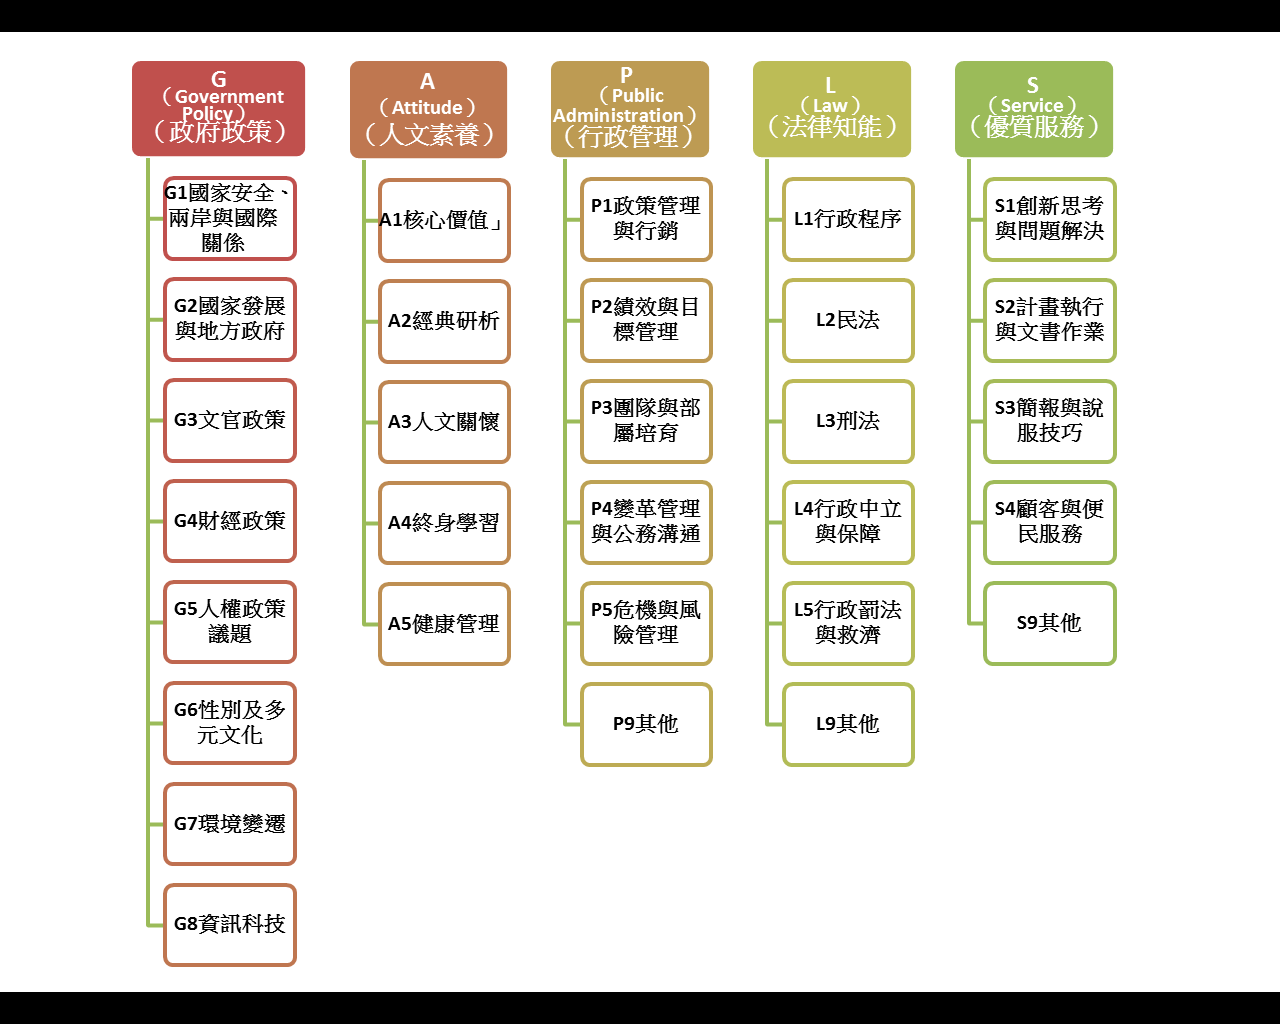 G
（Government
Policy）
（政府政策）
G1國家安全、
兩岸與國際
關係
G2國家發展
與地方政府
G3文官政策
G4財經政策
G5人權政策
議題
G6性別及多
元文化
G7環境變遷
G8資訊科技
A
（Attitude）
（人文素養）
A1核心價值」
A2經典研析
A3人文關懷
A4終身學習
A5健康管理
P
（Public
Administration）
（行政管理）
P1政策管理
與行銷
P2績效與目
標管理
P3團隊與部
屬培育
P4變革管理
與公務溝通
P5危機與風
險管理
P9其他
L
（Law）
（法律知能）
L1行政程序
L2民法
L3刑法
L4行政中立
與保障
L5行政罰法
與救濟
L9其他
S
（Service）
（優質服務）
S1創新思考
與問題解決
S2計畫執行
與文書作業
S3簡報與說
服技巧
S4顧客與便
民服務
S9其他